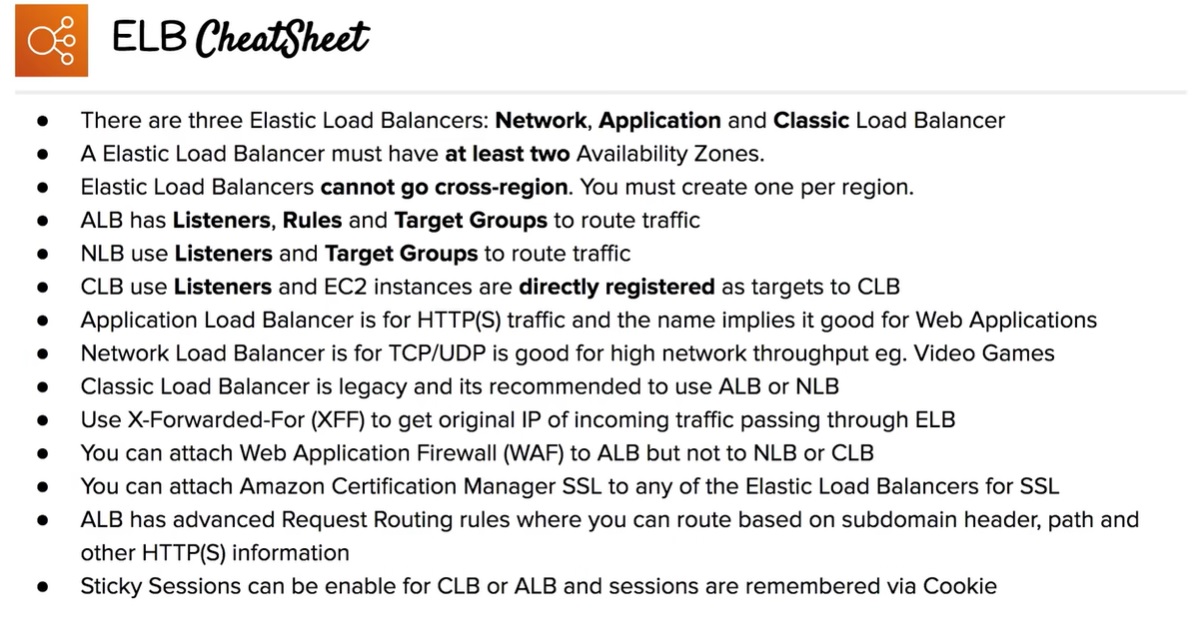 ELB CheatSheet
● There are three Elastic Load Balancers: Network, Application and Classic Load Balancer
● A Elastic Load Balancer must have at least two Availability Zones.
● Elastic Load Balancers cannot go cross-region. You must create one per region.
● ALB has Listeners, Rules and Target Groups to route traffic
● NLB use Listeners and Target Groups to route traffic
● CLB use Listeners and EC2 instances are directly registered as targets to CLB
● Application Load Balancer is for HTTP(S) traffic and the name implies it good for Web Applications
● Network Load Balancer is for TCP/UDP is good for high network throughput eg. Video Games
● Classic Load Balancer is legacy and its recommended to use ALB or NLB
● Use X-Forwarded-For (XFF) to get original IP of incoming traffic passing through ELB
● You can attach Web Application Firewall (WAF) to ALB but not to NLB or CLB
● You can attach Amazon Certification Manager SSL to any of the Elastic Load Balancers for SSL
● ALB has advanced Request Routing rules where you can route based on subdomain header, path and
other HTTP(S) information
● Sticky Sessions can be enable for CLB or ALB and sessions are remembered via Cookie